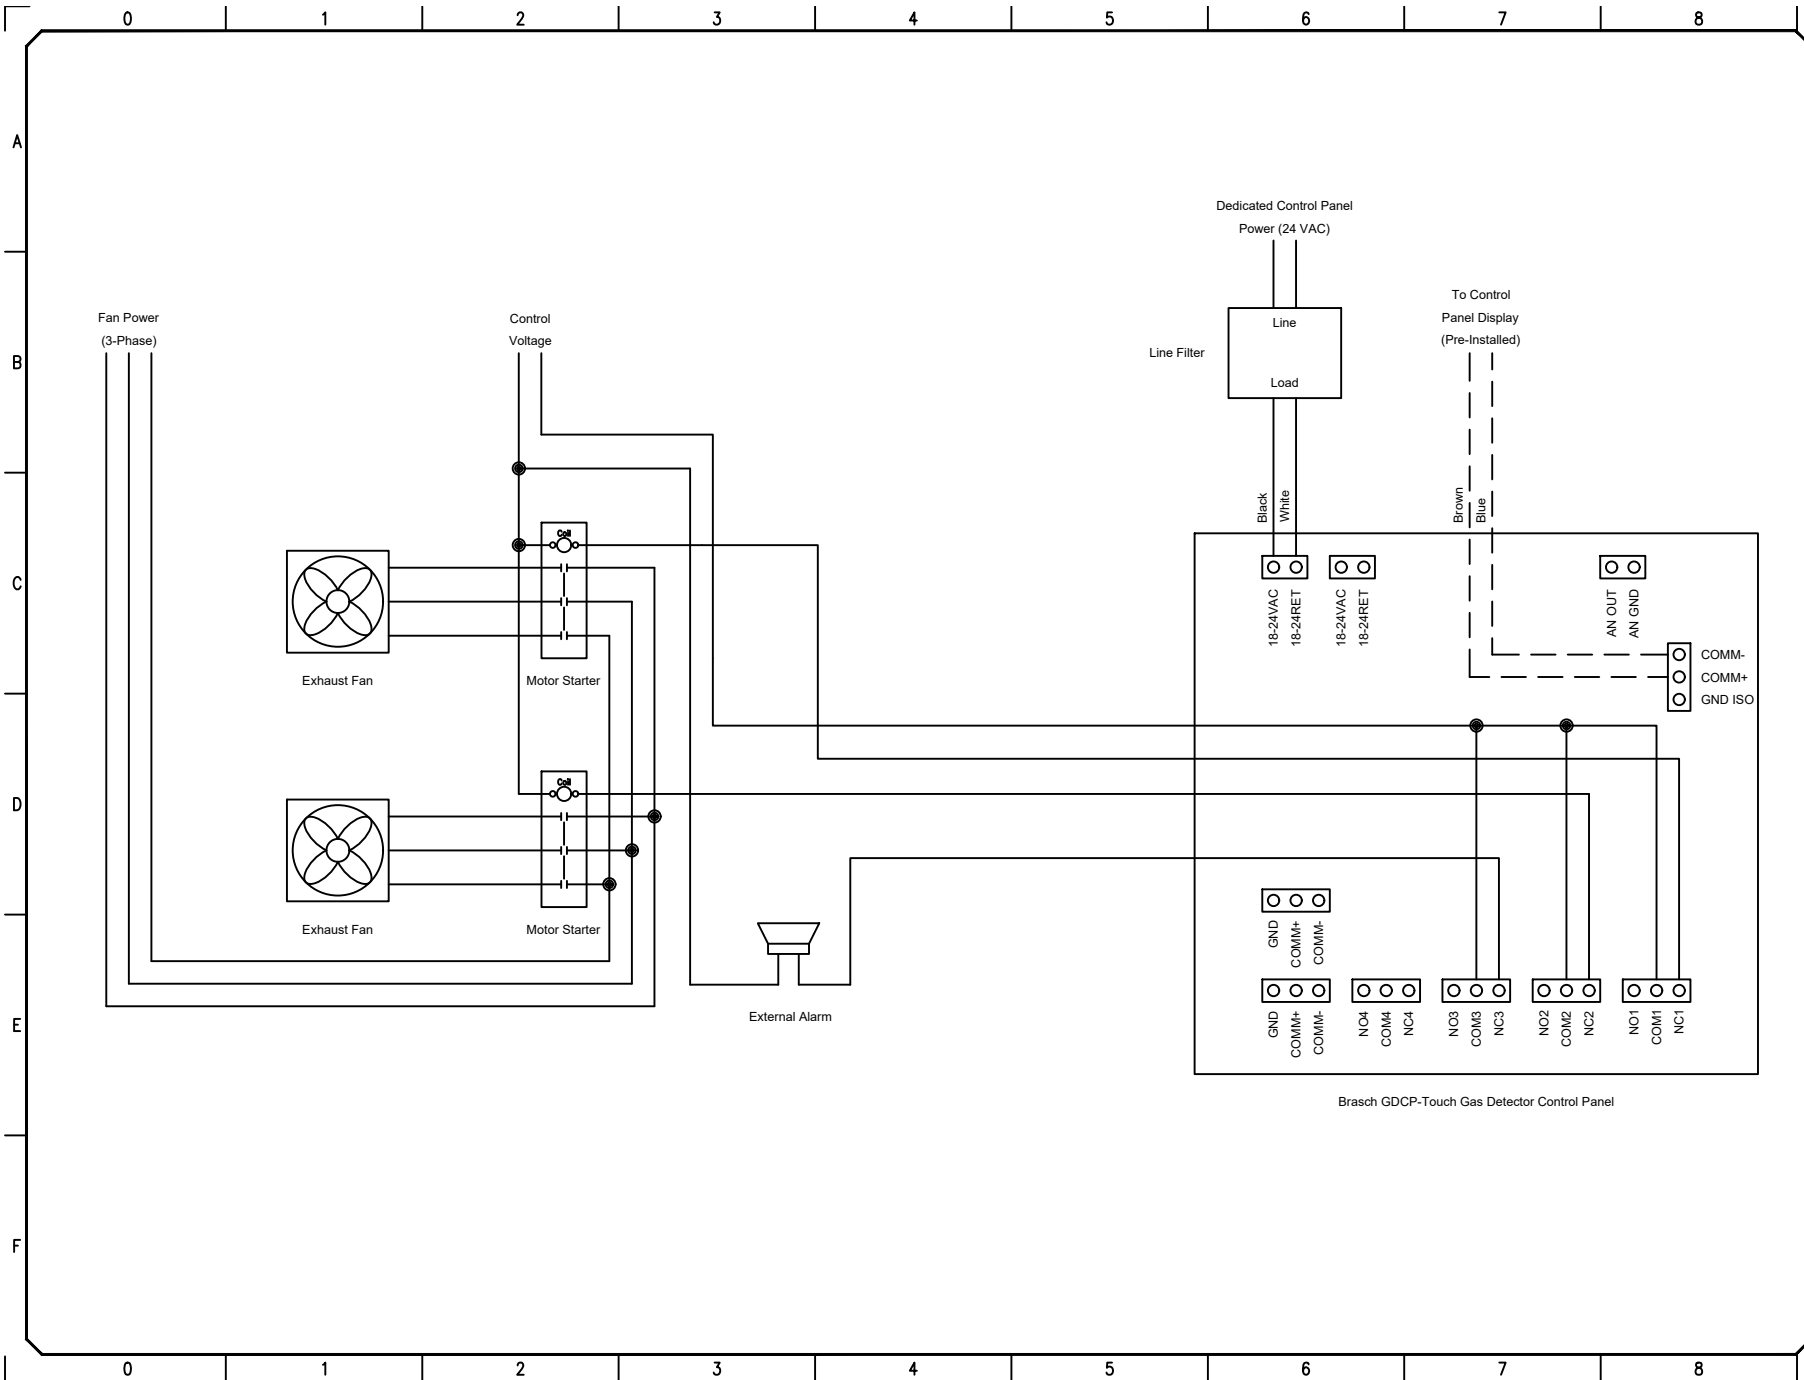 0 1 2 3 4 5 6 7 8
A
Dedicated Control Panel
Power (24 VAC)
To Control
Panel Display
(Pre-Installed)
Fan Power
(3-Phase)
Control
Voltage
Line
Line Filter
Load
B
Black
White
Brown
Blue
Coil
C
18-24VAC
18-24RET
18-24VAC
18-24RET
AN OUT
AN GND
COMM-
COMM+
GND ISO
Exhaust Fan
Motor Starter
Coil
D
Exhaust Fan
Motor Starter
GND
COMM+
COMM-
External Alarm
E
GND
COMM+
COMM-
NO4
COM4
NC4
NO3
COM3
NC3
NO2
COM2
NC2
NO1
COM1
NC1
Brasch GDCP-Touch Gas Detector Control Panel
F
0 1 2 3 4 5 6 7 8